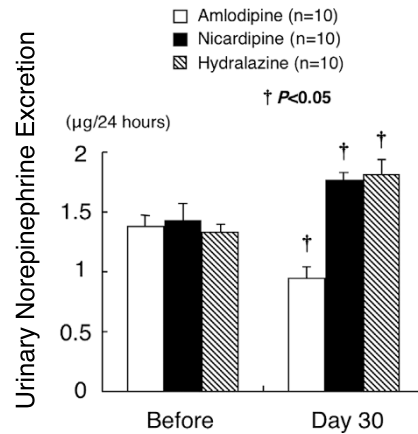 Amlodipine (n=10)
Nicardipine (n=10)
Hydralazine (n=10)
† P<0.05
Urinary Norepinephrine Excretion
(μg/24 hours)
2
1.5
1
0.5
0
†
†
†
Before
Day 30